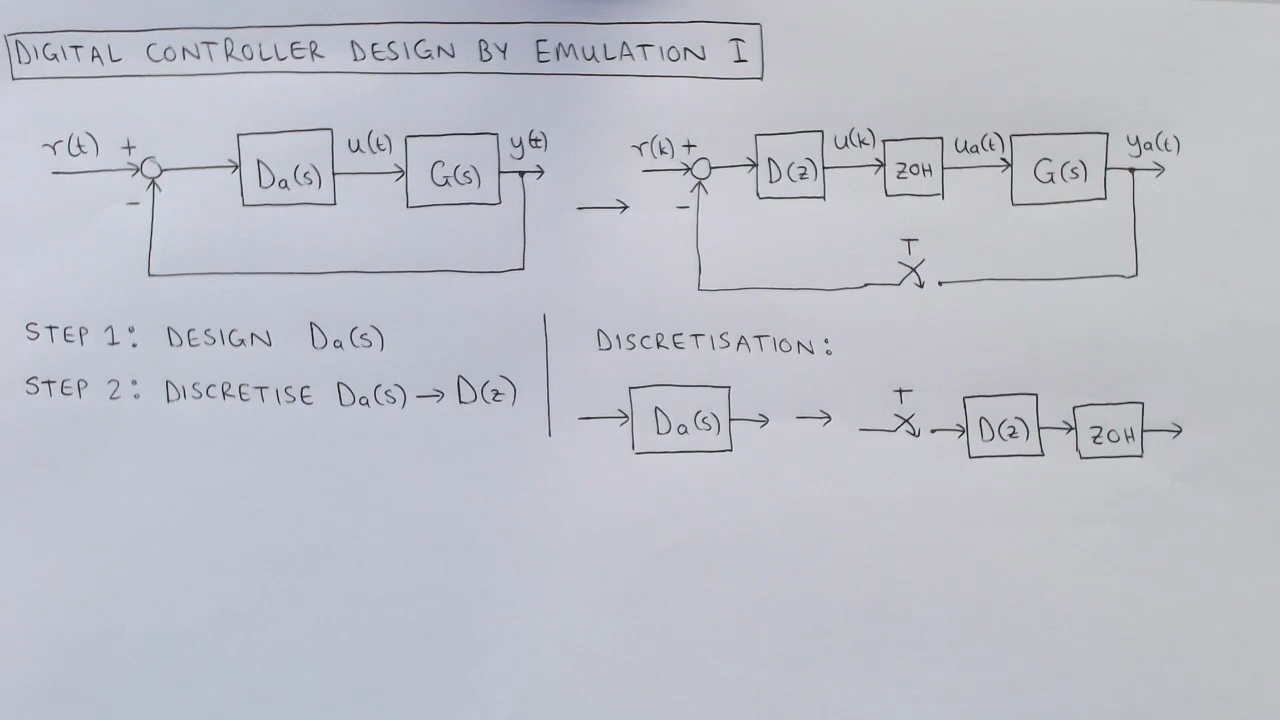 DIGITAL CONTROLLER DESIGN BY EMULATION I
r(t) + - Da(s) u(t) G(s) y(t)
r(k) + - D(z) u(k) ZOH ua(t) G(s) ya(t)
T
STEP 1: DESIGN Da(s)
STEP 2: DISCRETISE Da(s) → D(z)
DISCRETISATION:
Da(s) → T D(z) ZOH